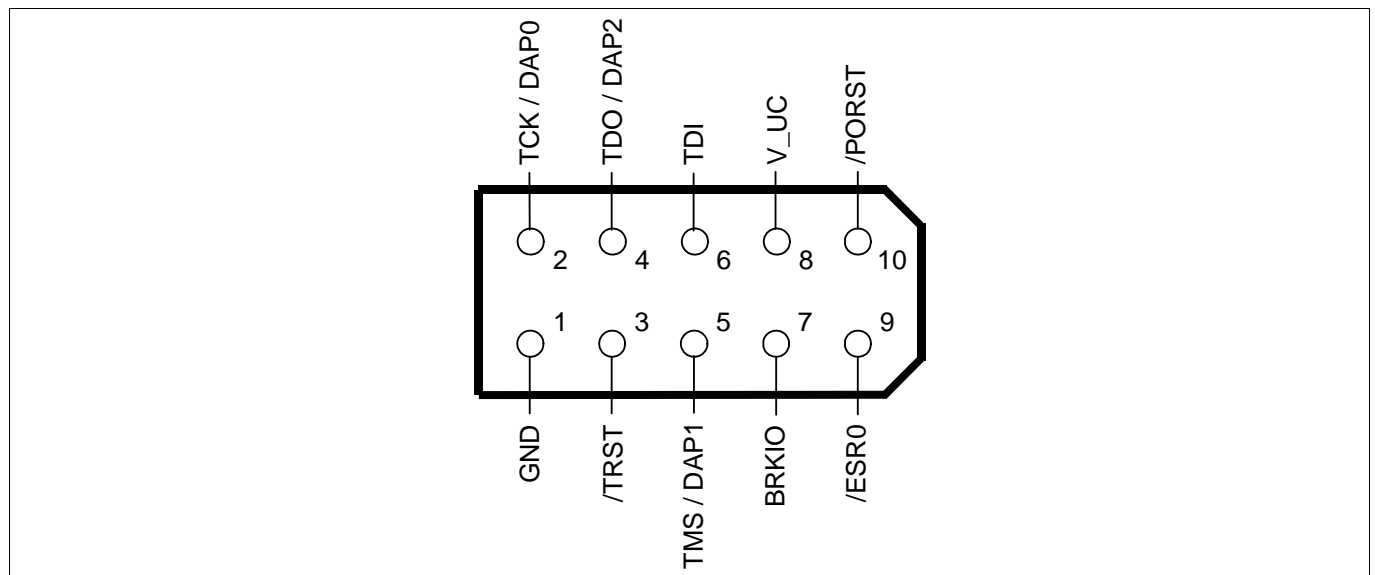 TCK / DAP0
TDO / DAP2
TDI
V_UC
/PORST
2
4
6
8
10
1
3
5
7
9
GND
/TRST
TMS / DAP1
BRKIO
/ESR0